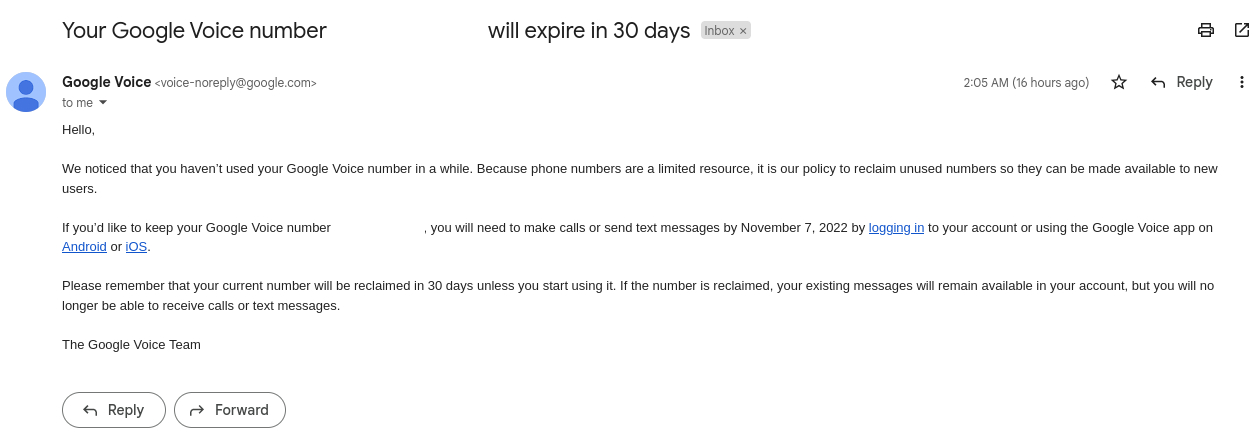 Your Google Voice number will expire in 30 days Inbox ×
Google Voice <voice-noreply@google.com> 2:05 AM (16 hours ago) Reply
to me
Hello,
We noticed that you haven’t used your Google Voice number in a while. Because phone numbers are a limited resource, it is our policy to reclaim unused numbers so they can be made available to new
users.
If you’d like to keep your Google Voice number , you will need to make calls or send text messages by November 7, 2022 by logging in to your account or using the Google Voice app on
Android or iOS.
Please remember that your current number will be reclaimed in 30 days unless you start using it. If the number is reclaimed, your existing messages will remain available in your account, but you will no
longer be able to receive calls or text messages.
The Google Voice Team
Reply Forward